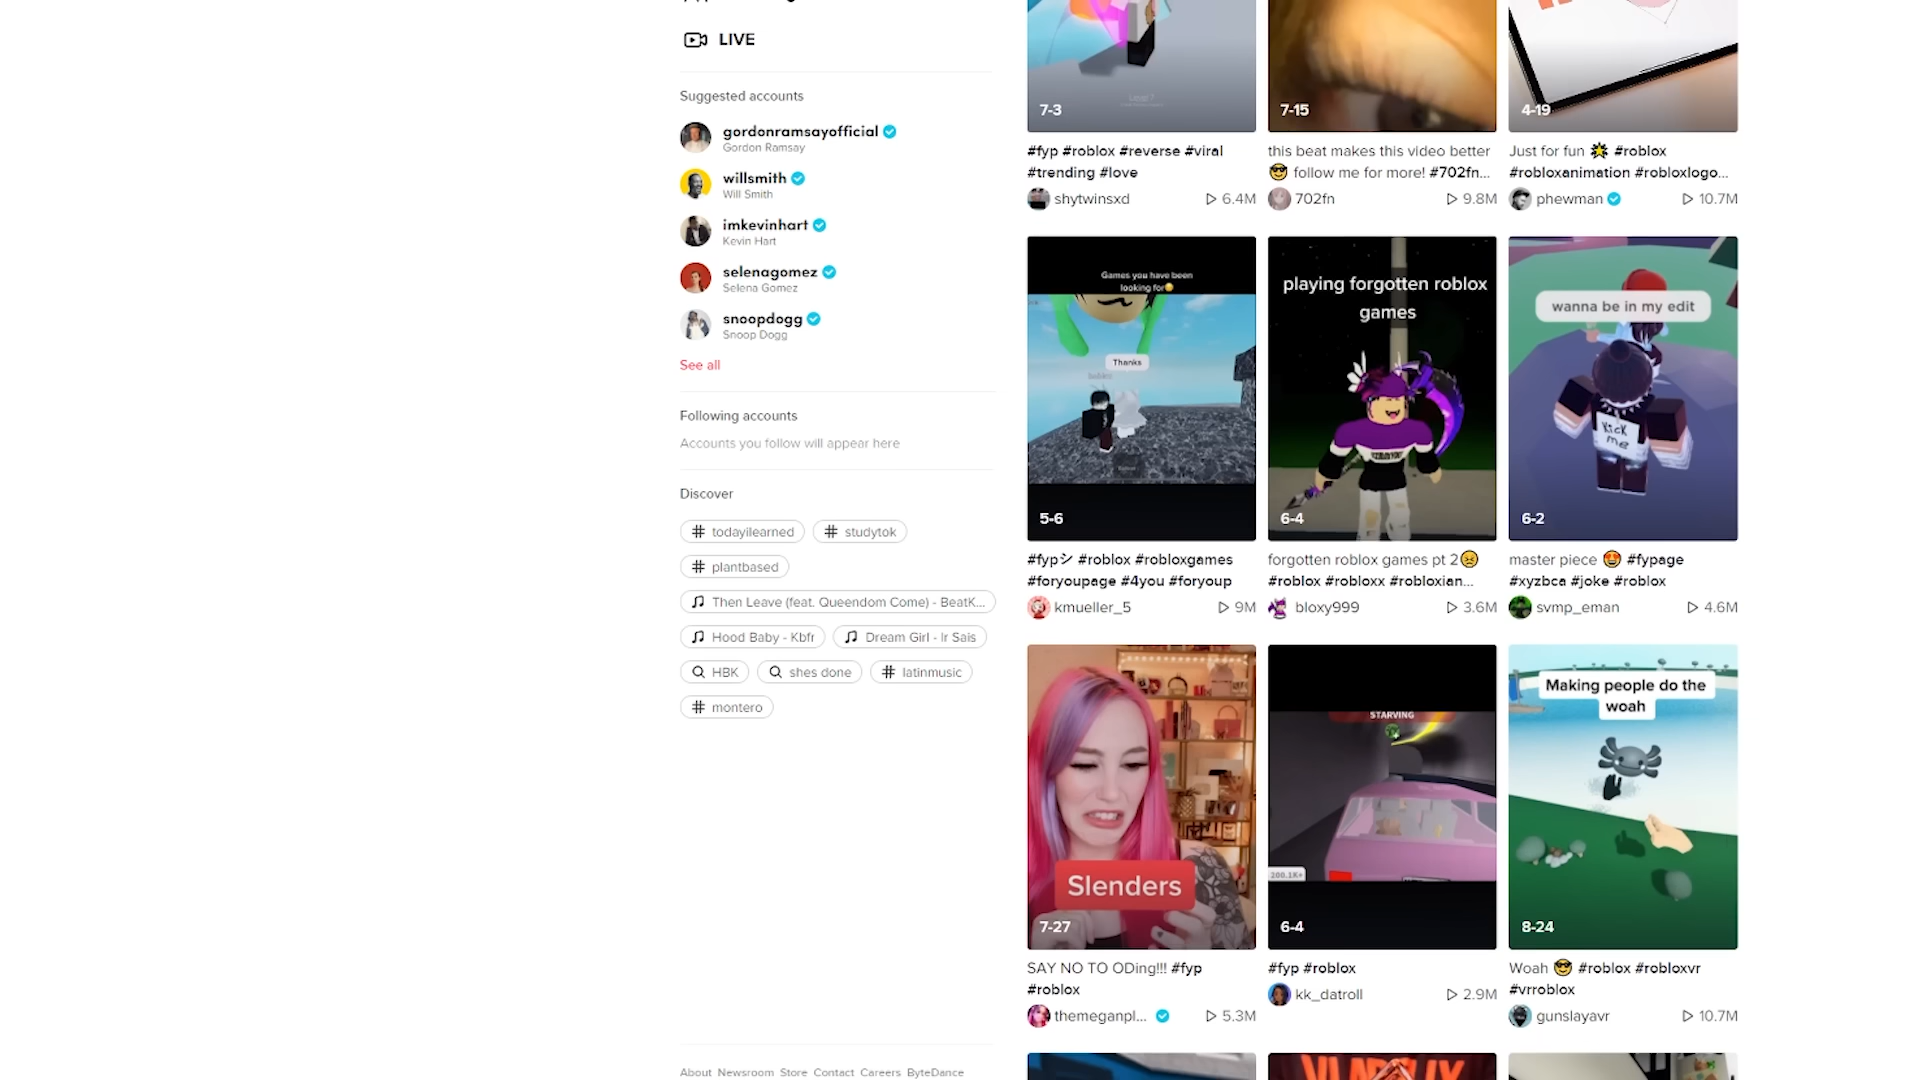 LIVE
Suggested accounts
gordonramsayofficial
Gordon Ramsay
willsmith
Will Smith
imkevinhart
Kevin Hart
selenagomez
Selena Gomez
snoopdogg
Snoop Dogg
See all
Following accounts
Accounts you follow will appear here
Discover
# todayilearned
# studytok
# plantbased
Then Leave (feat. Queendom Come) - BeatK...
Hood Baby - Kbfr
Dream Girl - Ir Sais
HBK
shes done
# latinmusic
# montero
About Newsroom Store Contact Careers ByteDance
7-3
#fyp #roblox #reverse #viral
#trending #love
shytwinsxd
6.4M
7-15
this beat makes this video better
😎 follow me for more! #702fn...
702fn
9.8M
4-19
Just for fun 🌟 #roblox
#robloxanimation #robloxlogo...
phewman
10.7M
Games you have been
looking for
Thanks
5-6
#fypシ #roblox #robloxgames
#foryoupage #4you #foryoup
kmueller_5
9M
playing forgotten roblox
games
6-4
forgotten roblox games pt 2😣
#roblox #robloxx #robloxian...
bloxy999
3.6M
wanna be in my edit
KicK
me
6-2
master piece 🤩 #fypage
#xyzbca #joke #roblox
svmp_eman
4.6M
Slenders
7-27
SAY NO TO ODing!!! #fyp
#roblox
themeganpl...
5.3M
STARVING
200.1K+
6-4
#fyp #roblox
kk_datroll
2.9M
Making people do the
woah
8-24
Woah 😎 #roblox #robloxvr
#vrroblox
gunslayavr
10.7M